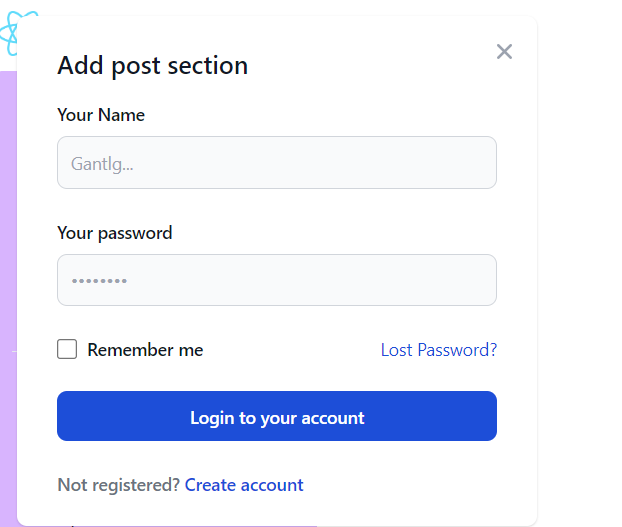 Add post section
Your Name
Gantlg...
Your password
••••••••
Remember me
Lost Password?
Login to your account
Not registered? Create account